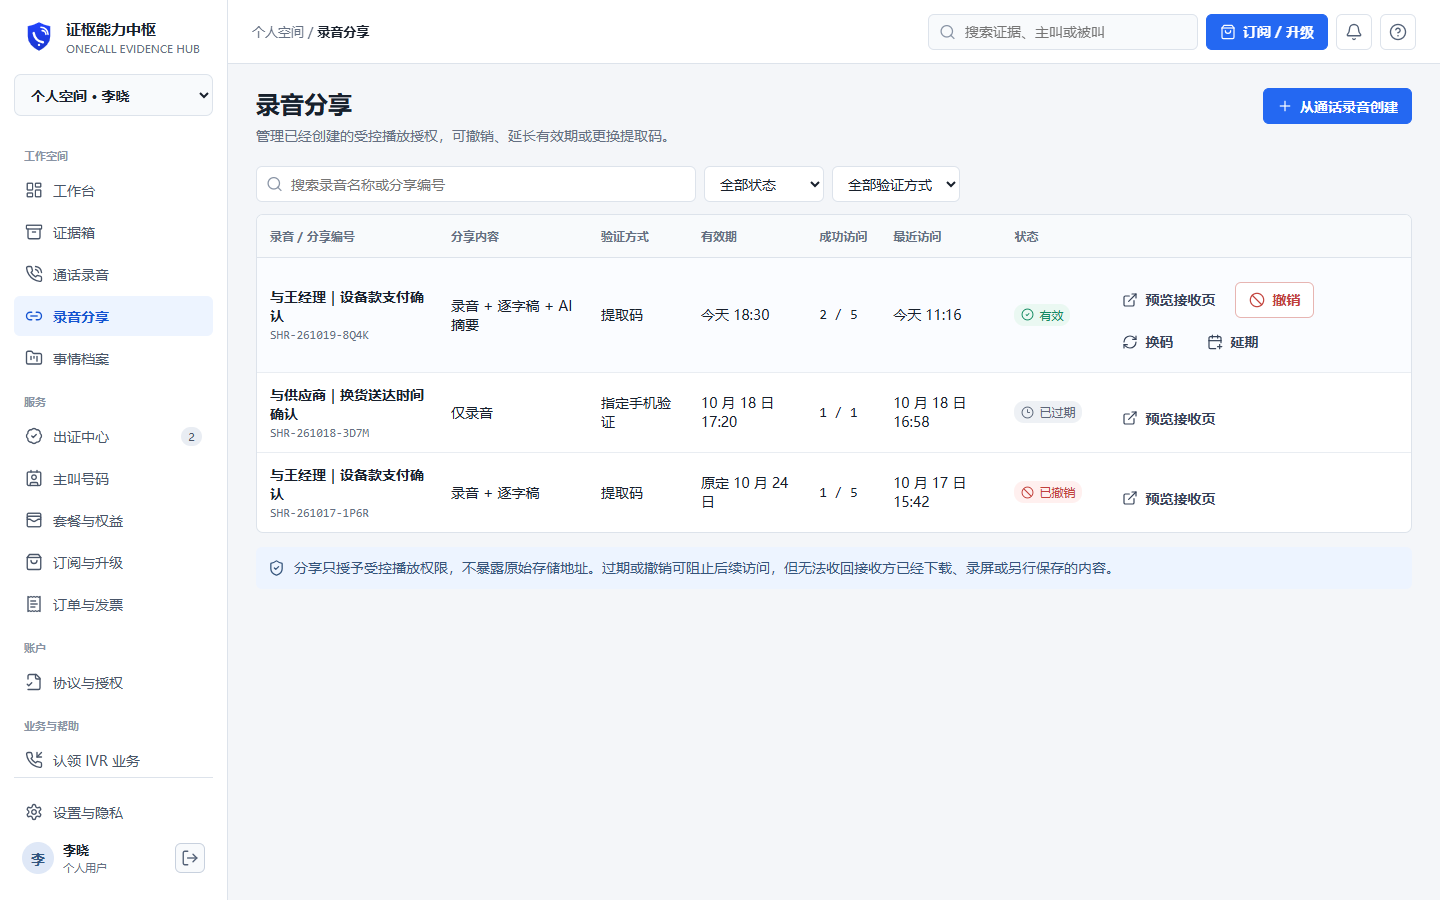 证枢能力中枢
ONECALL EVIDENCE HUB
个人空间 • 李晓
工作空间
工作台
证据箱
通话录音
录音分享
事情档案
服务
出证中心
2
主叫号码
套餐与权益
订阅与升级
订单与发票
账户
协议与授权
业务与帮助
认领 IVR 业务
设置与隐私
李
李晓
个人用户
个人空间 / 录音分享
搜索证据、主叫或被叫
订阅 / 升级
录音分享
管理已经创建的受控播放授权，可撤销、延长有效期或更换提取码。
从通话录音创建
搜索录音名称或分享编号
全部状态
全部验证方式
录音 / 分享编号
分享内容
验证方式
有效期
成功访问
最近访问
状态
与王经理｜设备款支付确
认
SHR-261019-8Q4K
录音 + 逐字稿 + AI
摘要
提取码
今天 18:30
2 / 5
今天 11:16
有效
预览接收页
撤销
换码
延期
与供应商｜换货送达时间
确认
SHR-261018-3D7M
仅录音
指定手机验
证
10 月 18 日
17:20
1 / 1
10 月 18 日
16:58
已过期
预览接收页
与王经理｜设备款支付确
认
SHR-261017-1P6R
录音 + 逐字稿
提取码
原定 10 月 24
日
1 / 5
10 月 17 日
15:42
已撤销
预览接收页
分享只授予受控播放权限，不暴露原始存储地址。过期或撤销可阻止后续访问，但无法收回接收方已经下载、录屏或另行保存的内容。